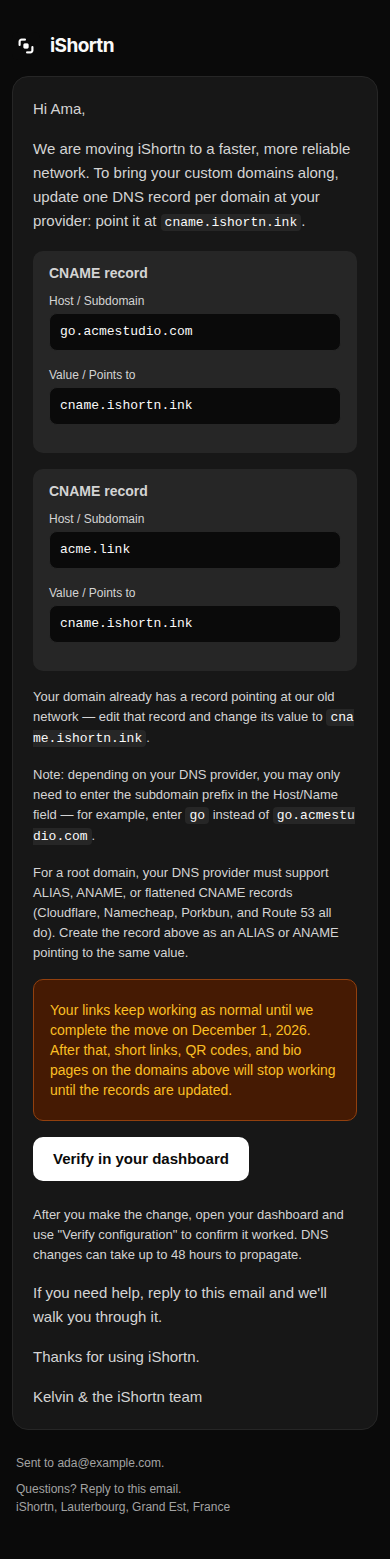 iShortn
Hi Ama,
We are moving iShortn to a faster, more reliable
network. To bring your custom domains along,
update one DNS record per domain at your
provider: point it at cname.ishortn.ink.
CNAME record
Host / Subdomain
go.acmestudio.com
Value / Points to
cname.ishortn.ink
CNAME record
Host / Subdomain
acme.link
Value / Points to
cname.ishortn.ink
Your domain already has a record pointing at our old
network — edit that record and change its value to cna
me.ishortn.ink.
Note: depending on your DNS provider, you may only
need to enter the subdomain prefix in the Host/Name
field — for example, enter go instead of go.acmestu
dio.com.
For a root domain, your DNS provider must support
ALIAS, ANAME, or flattened CNAME records
(Cloudflare, Namecheap, Porkbun, and Route 53 all
do). Create the record above as an ALIAS or ANAME
pointing to the same value.
Your links keep working as normal until we
complete the move on December 1, 2026.
After that, short links, QR codes, and bio
pages on the domains above will stop working
until the records are updated.
Verify in your dashboard
After you make the change, open your dashboard and
use "Verify configuration" to confirm it worked. DNS
changes can take up to 48 hours to propagate.
If you need help, reply to this email and we'll
walk you through it.
Thanks for using iShortn.
Kelvin & the iShortn team
Sent to ada@example.com.
Questions? Reply to this email.
iShortn, Lauterbourg, Grand Est, France